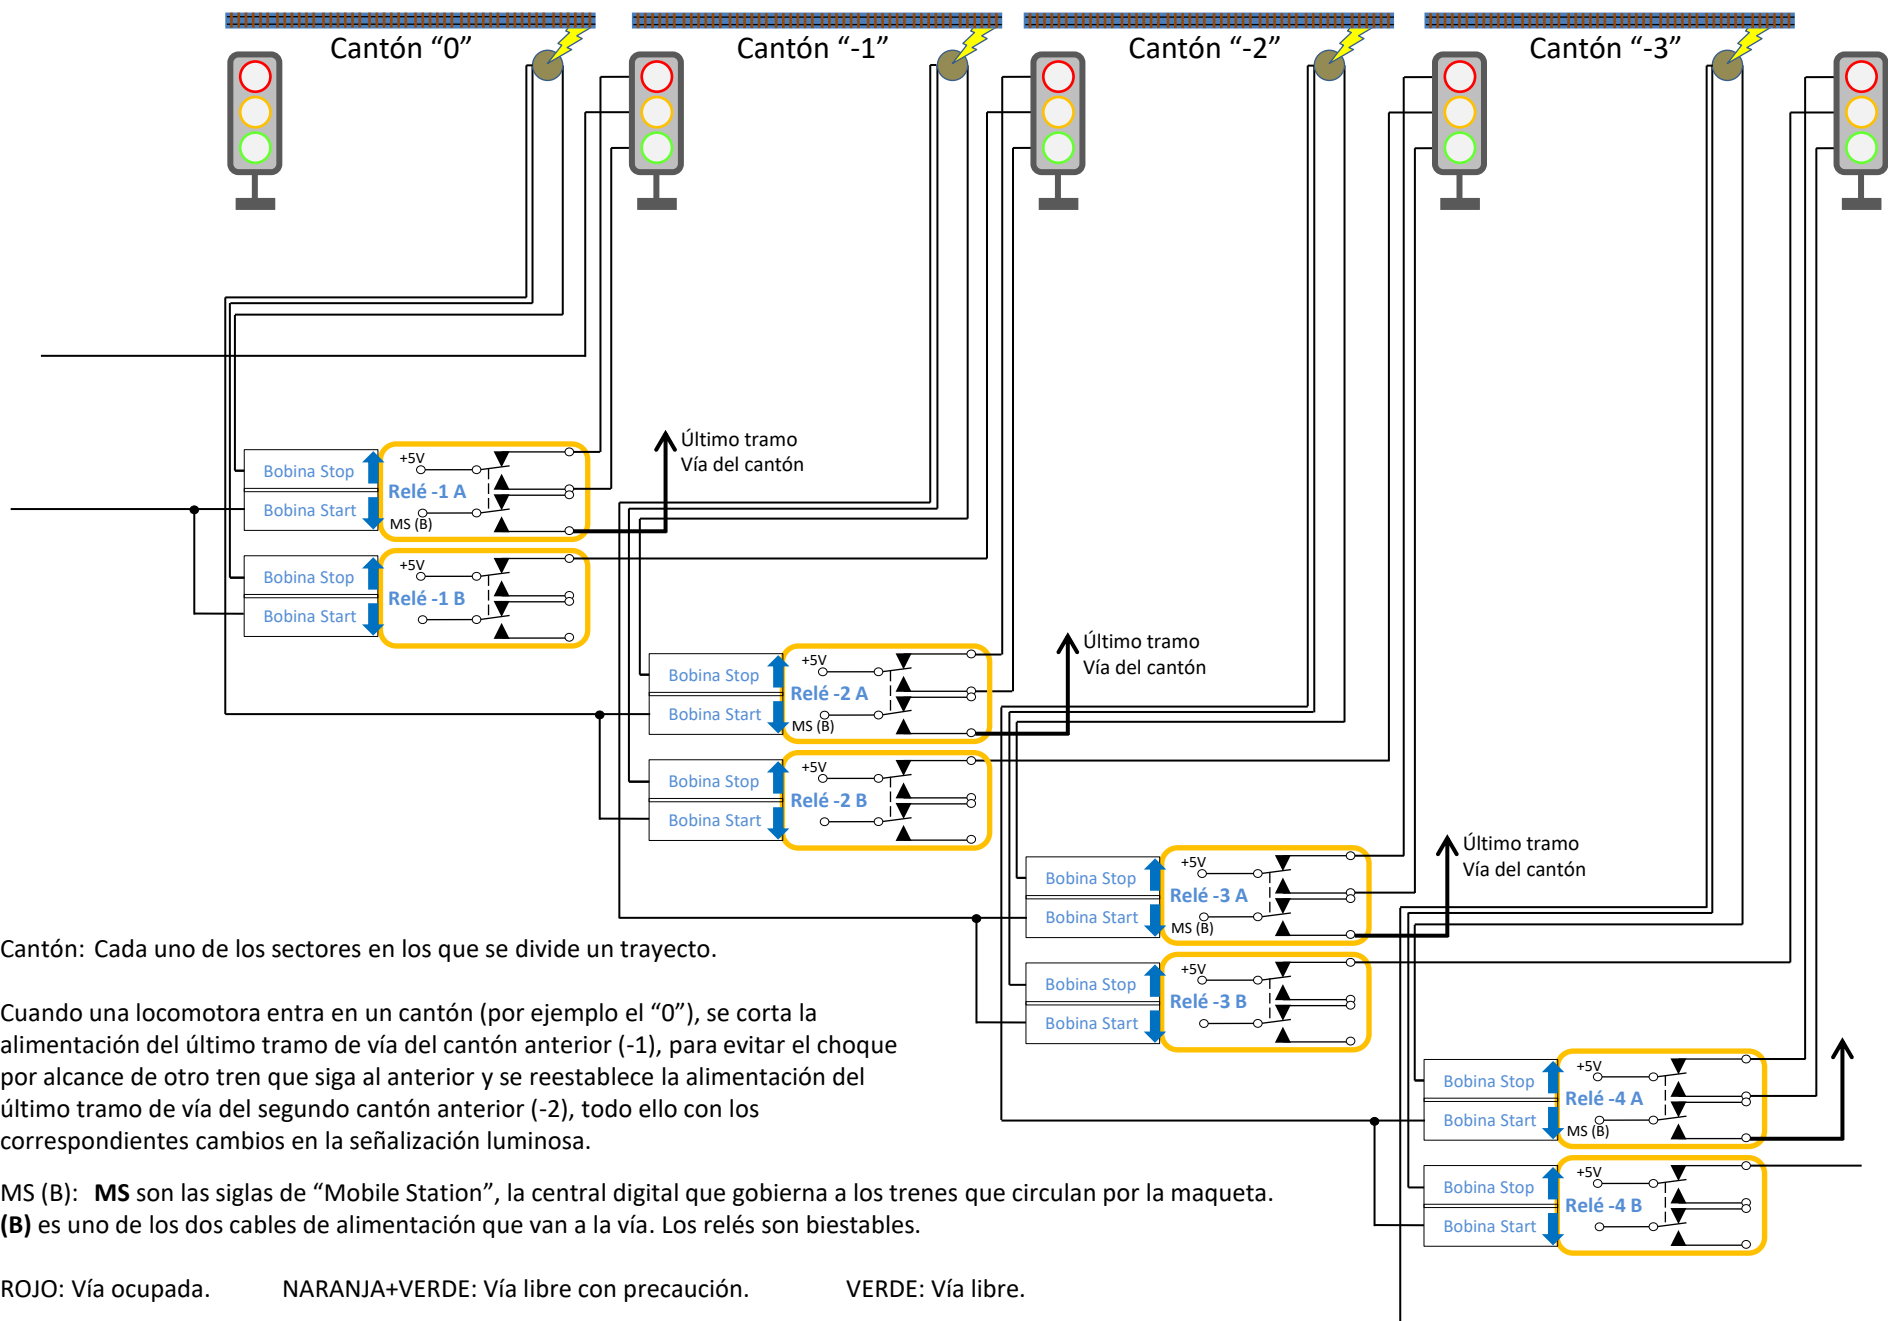 Cantón “0”
Cantón “-1”
Cantón “-2”
Cantón “-3”
Último tramo
Vía del cantón
Bobina Stop
Bobina Start
+5V
Relé -1 A
MS (B)
Bobina Stop
Bobina Start
+5V
Relé -1 B
Último tramo
Vía del cantón
Bobina Stop
Bobina Start
+5V
Relé -2 A
MS (B)
Bobina Stop
Bobina Start
+5V
Relé -2 B
Último tramo
Vía del cantón
Bobina Stop
Bobina Start
+5V
Relé -3 A
MS (B)
Bobina Stop
Bobina Start
+5V
Relé -3 B
Bobina Stop
Bobina Start
+5V
Relé -4 A
MS (B)
Bobina Stop
Bobina Start
+5V
Relé -4 B
Cantón: Cada uno de los sectores en los que se divide un trayecto.
Cuando una locomotora entra en un cantón (por ejemplo el “0”), se corta la
alimentación del último tramo de vía del cantón anterior (-1), para evitar el choque
por alcance de otro tren que siga al anterior y se reestablece la alimentación del
último tramo de vía del segundo cantón anterior (-2), todo ello con los
correspondientes cambios en la señalización luminosa.
MS (B): MS son las siglas de “Mobile Station”, la central digital que gobierna a los trenes que circulan por la maqueta.
(B) es uno de los dos cables de alimentación que van a la vía. Los relés son biestables.
ROJO: Vía ocupada. NARANJA+VERDE: Vía libre con precaución. VERDE: Vía libre.